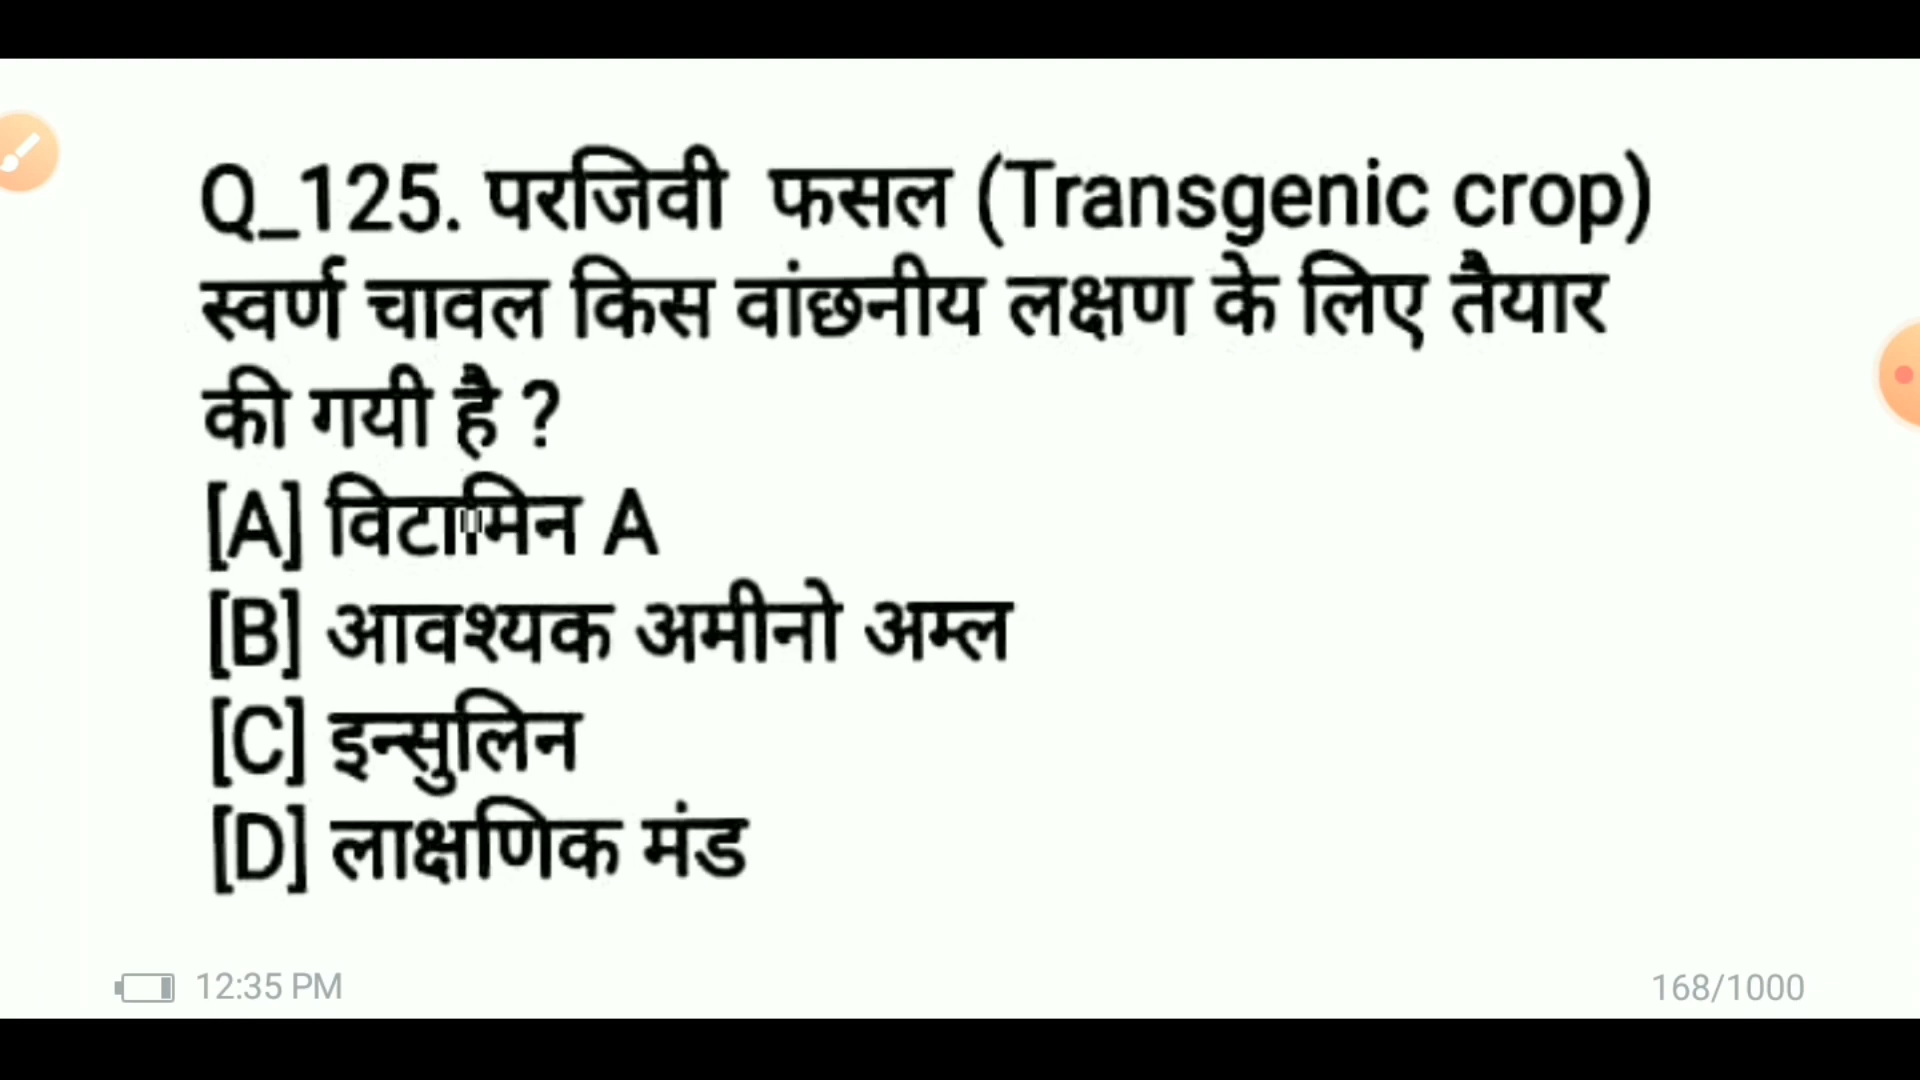 Q_125. परजिवी फसल (Transgenic crop)
स्वर्ण चावल किस वांछनीय लक्षण के लिए तैयार
की गयी है ?
[A] विटामिन A
[B] आवश्यक अमीनो अम्ल
[C] इन्सुलिन
[D] लाक्षणिक मंड
12:35 PM
168/1000